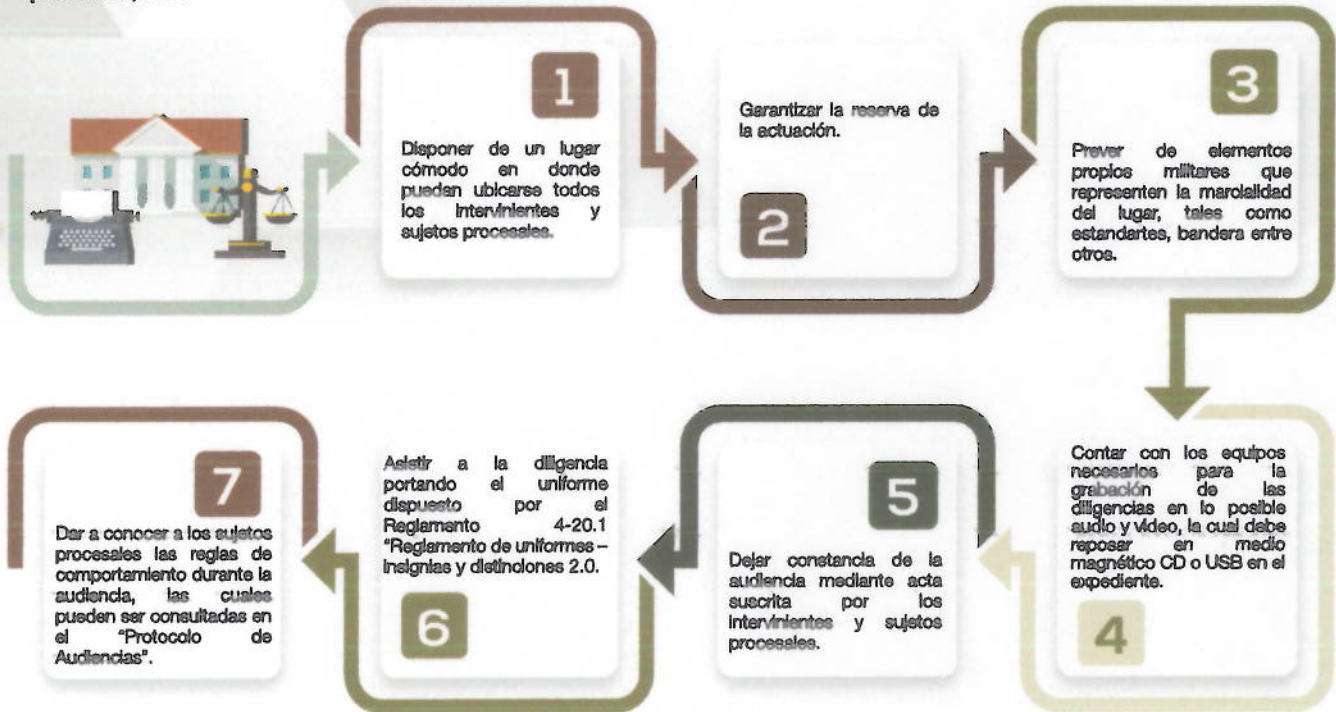 1
Disponer de un lugar
cómodo en donde
puedan ubicarse todos
los intervinientes y
sujetos procesales.
Garantizar la reserva de
la actuación.
2
3
Prever de elementos
propios militares que
representen la marcialidad
del lugar, tales como
estandartes, bandera entre
otros.
Contar con los equipos
necesarios para la
grabación de las
diligencias en lo posible
audio y video, la cual debe
reposar en medio
magnético CD o USB en el
expediente.
4
5
Dejar constancia de la
audiencia mediante acta
suscrita por los
intervinientes y sujetos
procesales.
Asistir a la diligencia
portando el uniforme
dispuesto por el
Reglamento 4-20.1
"Reglamento de uniformes –
insignias y distinciones 2.0.
6
7
Dar a conocer a los sujetos
procesales las reglas de
comportamiento durante la
audiencia, las cuales
pueden ser consultadas en
el "Protocolo de
Audiencias".